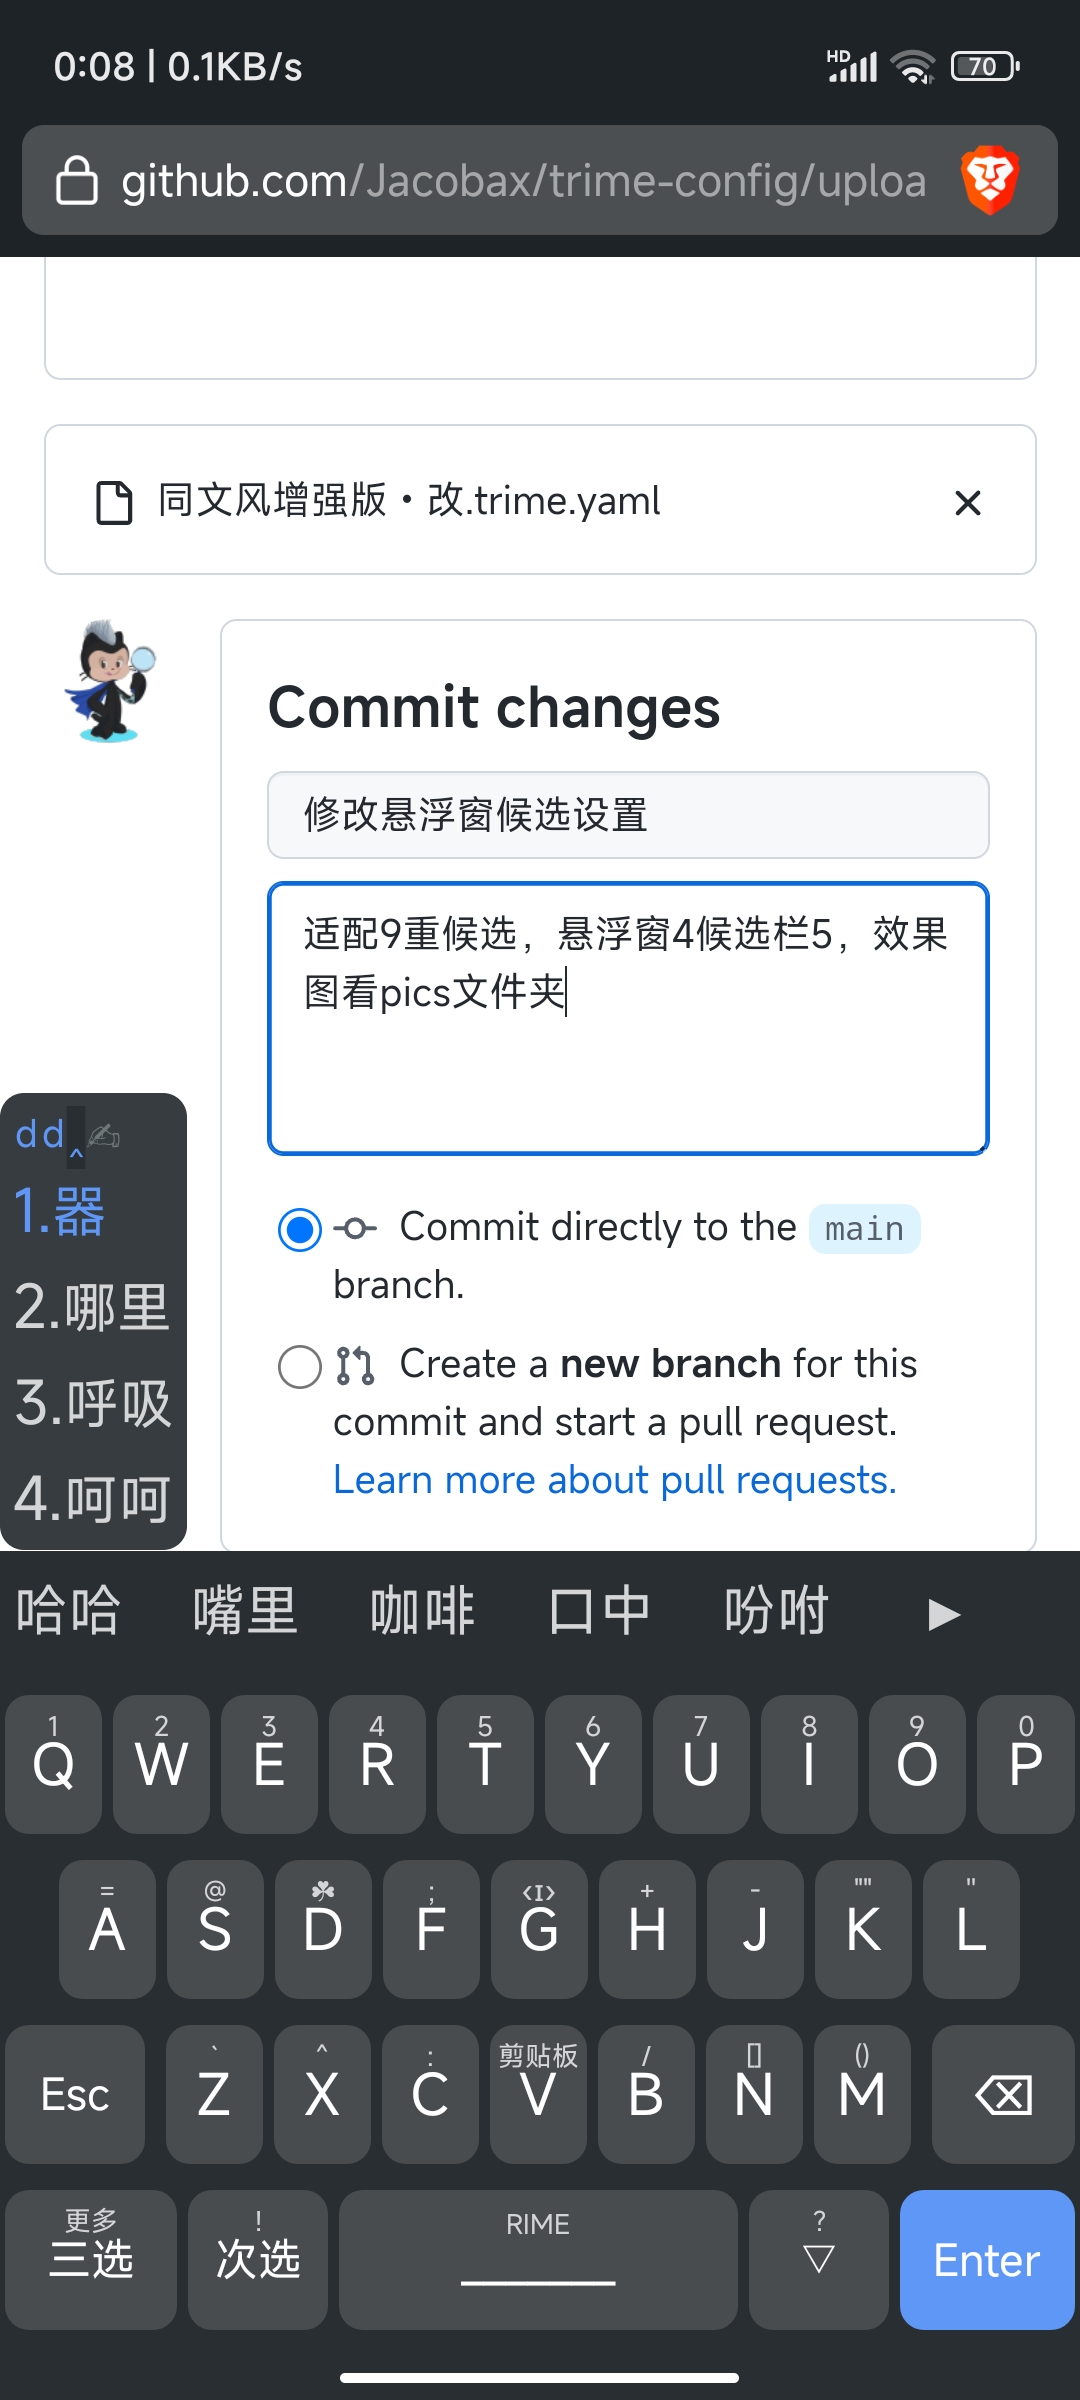 0:08 | 0.1KB/s
HD
70
github.com/Jacobax/trime-config/uploa
同文风增强版·改.trime.yaml
Commit changes
修改悬浮窗候选设置
适配9重候选，悬浮窗4候选栏5，效果
图看pics文件夹
Commit directly to the main
branch.
Create a new branch for this
commit and start a pull request.
Learn more about pull requests.
dd‸✍
1.器
2.哪里
3.呼吸
4.呵呵
哈哈 嘴里 咖啡 口中 吩咐 ▶
1 2 3 4 5 6 7 8 9 0
Q W E R T Y U I O P
= @ ☘ ; ‹I› + - "" "
A S D F G H J K L
` ^ : 剪贴板 / [] ()
Esc Z X C V B N M
更多 ! RIME ?
三选 次选 ▽ Enter